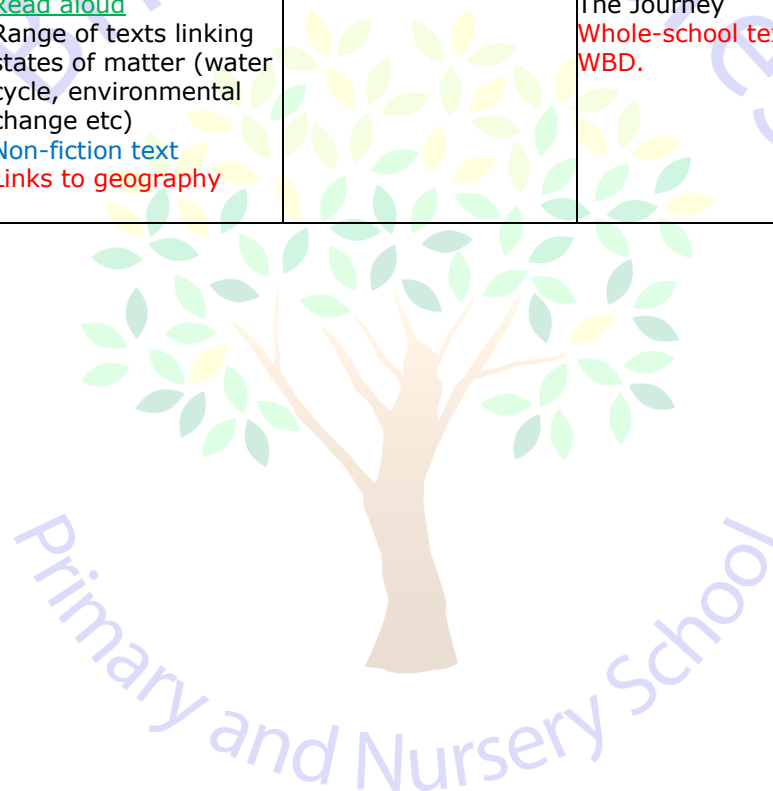 Read aloud
Range of texts linking
states of matter (water
cycle, environmental
change etc)
Non-fiction text
Links to geography
The Journey
Whole-school
WBD.
Primary and Nursery School